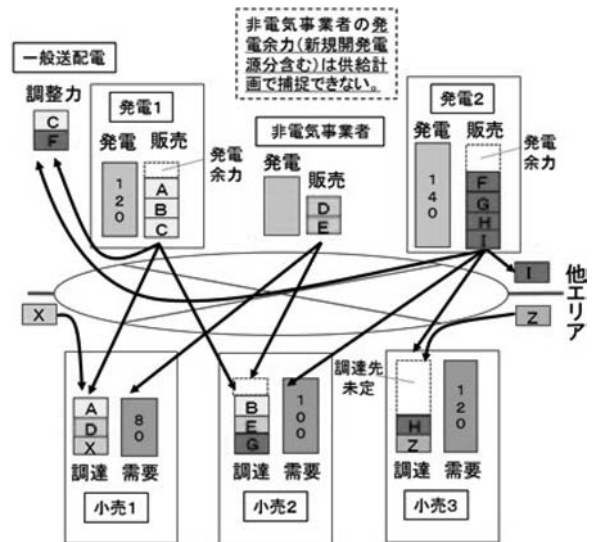 非電気事業者の発
電余力(新規開発電
源分含む)は供給計
画で捕捉できない。
一般送配電
調整力
C
F
発電1
発電
販売
120
A
B
C
発電
余力
非電気事業者
発電
販売
D
E
発電2
発電
販売
140
F
G
H
I
発電
余力
I
他エリア
X
Z
A
D
X
80
調達
需要
小売1
B
E
G
100
調達
需要
小売2
調達先
未定
H
Z
120
調達
需要
小売3